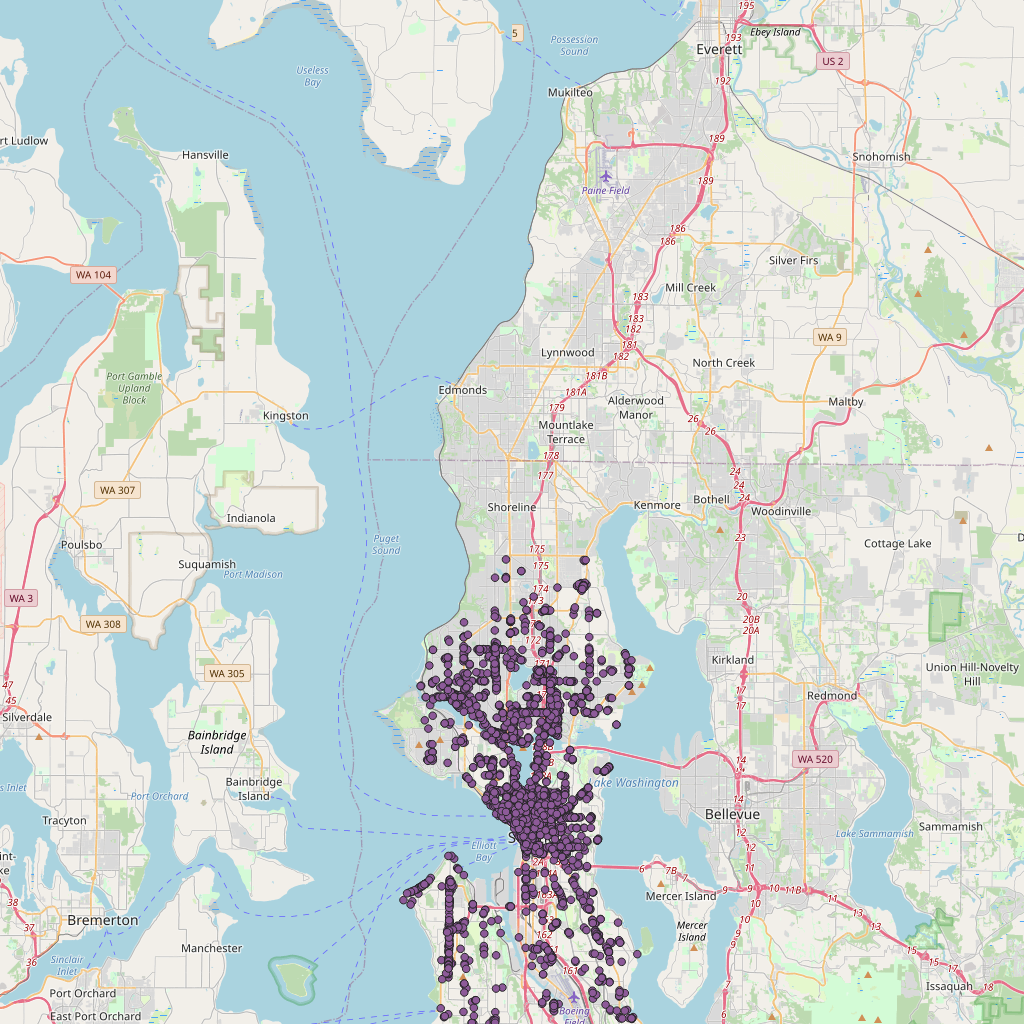 195
5
193
Ebey Island
Possession
Sound
Everett
US 2
Useless
Bay
192
Mukilteo
189
rt Ludlow
Hansville
Snohomish
189
Paine Field
186
186
Silver Firs
WA 104
Mill Creek
183
183
182
181
182
WA 9
Lynnwood
North Creek
181B
Port Gamble
Upland
Block
Edmonds
181A
Alderwood
Manor
Maltby
179
Kingston
Mountlake
Terrace
26
26
178
177
24
24
24
WA 307
Bothell
Shoreline
Kenmore
Woodinville
Indianola
23
Puget
Sound
Poulsbo
175
175
Cottage Lake
Suquamish
Port Madison
174
WA 3
20
20B
20A
WA 308
172
171
Kirkland
Union Hill-Novelty
Hill
WA 305
47
45
17
17
Redmond
Silverdale
Bainbridge
Island
WA 520
14
Lake Washington
Bainbridge
Island
Port Orchard
14
Bellevue
Tracyton
12
Sammamish
Lake Sammamish
Elliott
Bay
11
6
7B
9
9
10
11B
11
Mercer Island
13
Bremerton
10
13
37
Manchester
Mercer
Island
162
9
9
15
15
17
36
Sinclair
Inlet
161
Port Orchard
7
Issaquah
18
East Port Orchard
Boeing
Field
6